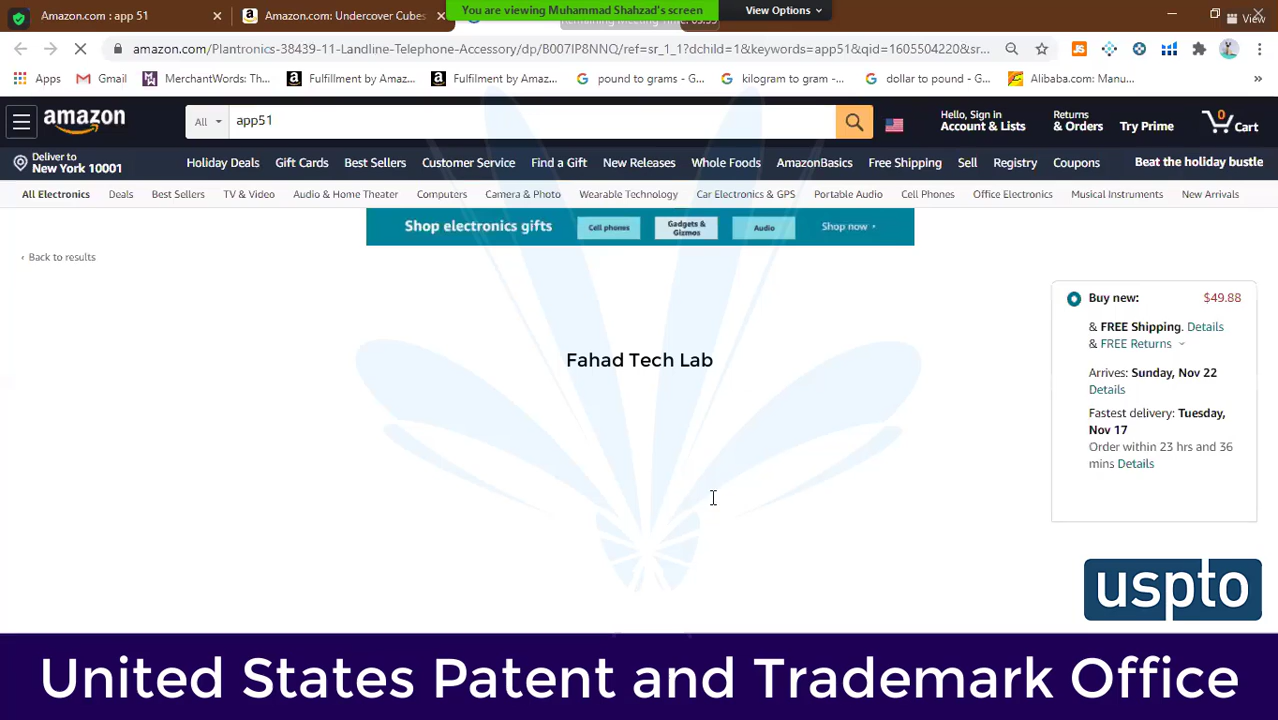 You are viewing Muhammad Shahzad's screen
View Options
Amazon.com : app 51
Amazon.com: Undercover Cubes
View
amazon.com/Plantronics-38439-11-Landline-Telephone-Accessory/dp/B007IP8NNQ/ref=sr_1_1?dchild=1&keywords=app51&qid=1605504220&sr...
Apps
Gmail
MerchantWords: Th...
Fulfillment by Amaz...
Fulfilment by Amaz...
pound to grams - G...
kilogram to gram -...
dollar to pound - G...
Alibaba.com: Manu...
amazon
All
app51
Hello, Sign in
Account & Lists
Returns
& Orders
Try Prime
0
Cart
Deliver to
New York 10001
Holiday Deals
Gift Cards
Best Sellers
Customer Service
Find a Gift
New Releases
Whole Foods
AmazonBasics
Free Shipping
Sell
Registry
Coupons
Beat the holiday bustle
All Electronics
Deals
Best Sellers
TV & Video
Audio & Home Theater
Computers
Camera & Photo
Wearable Technology
Car Electronics & GPS
Portable Audio
Cell Phones
Office Electronics
Musical Instruments
New Arrivals
Shop electronics gifts
Cell phones
Gadgets &
Gizmos
Audio
Shop now
‹ Back to results
Buy new:
$49.88
& FREE Shipping. Details
& FREE Returns
Arrives: Sunday, Nov 22
Details
Fastest delivery: Tuesday,
Nov 17
Order within 23 hrs and 36
mins Details
Fahad Tech Lab
uspto
United States Patent and Trademark Office